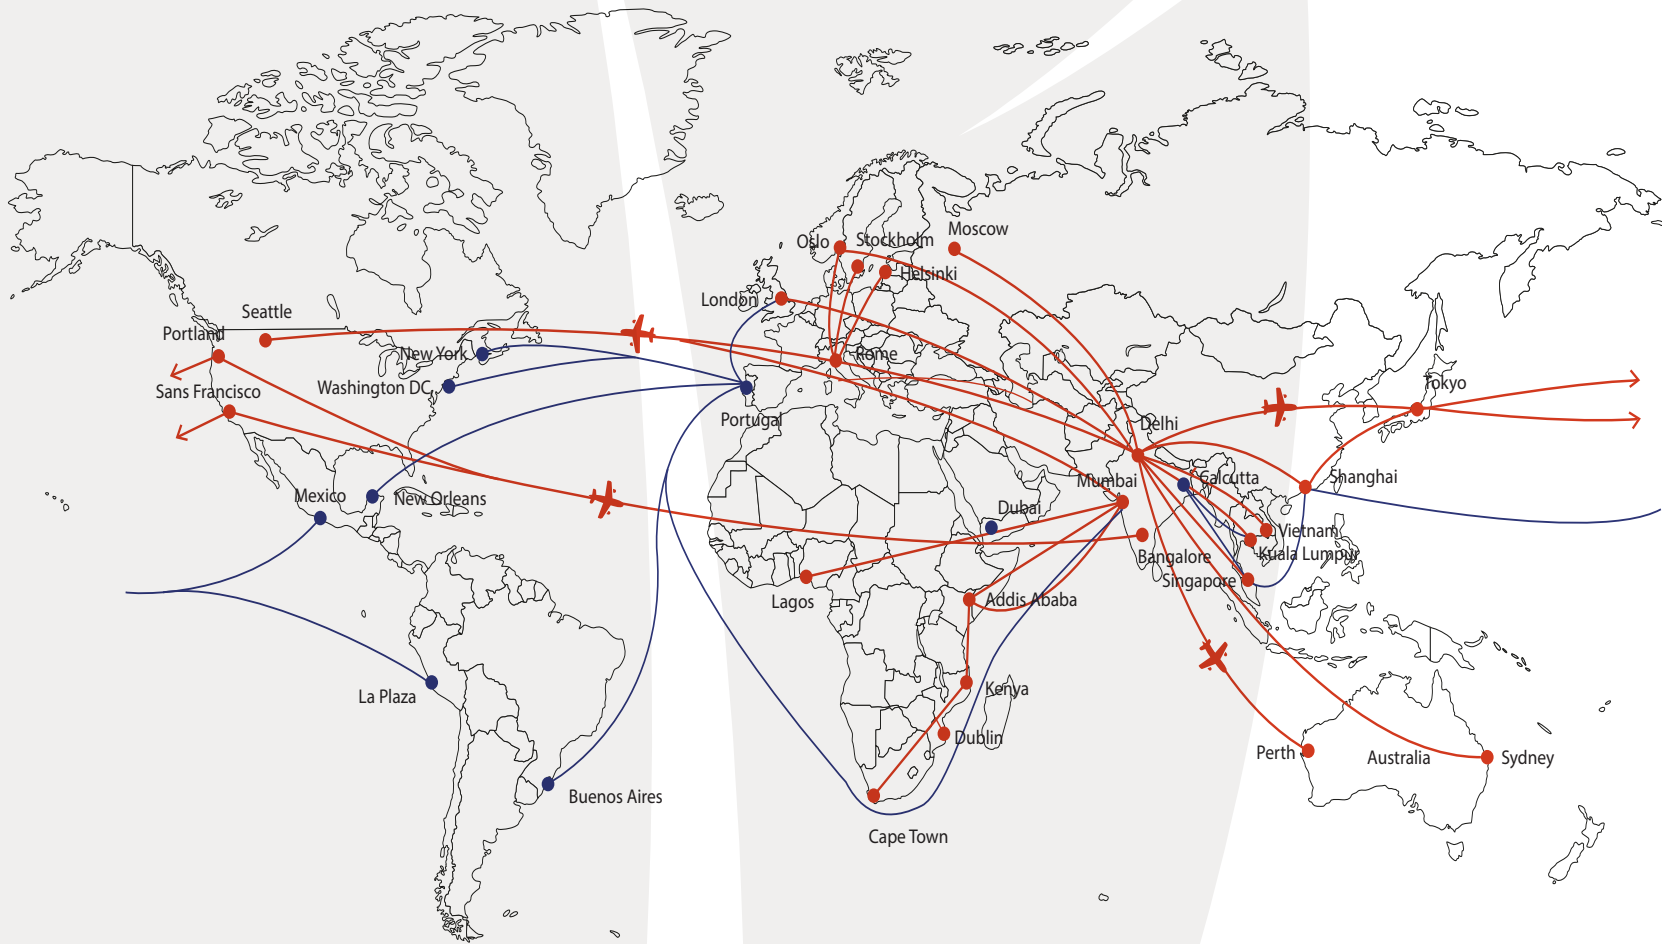 Moscow
Oslo
Stockholm
Helsinki
London
Seattle
Portland
New York
Rome
Washington DC
Sans Francisco
Tokyo
Portugal
Delhi
Mumbai
Calcutta
Shanghai
Mexico
New Orleans
Dubai
Vietnam
Bangalore
Kuala Lumpur
Singapore
Lagos
Addis Ababa
Kenya
La Plaza
Dublin
Perth
Australia
Sydney
Buenos Aires
Cape Town